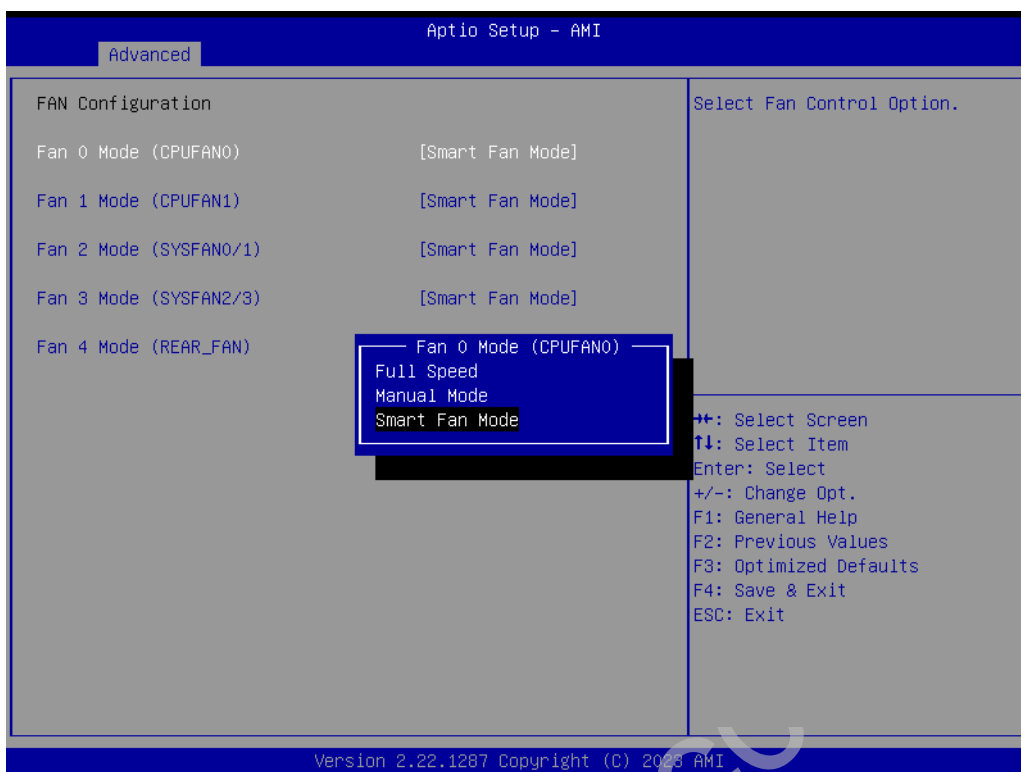 Aptio Setup – AMI
Advanced
FAN Configuration
Select Fan Control Option.
Fan 0 Mode (CPUFAN0) [Smart Fan Mode]
Fan 1 Mode (CPUFAN1) [Smart Fan Mode]
Fan 2 Mode (SYSFAN0/1) [Smart Fan Mode]
Fan 3 Mode (SYSFAN2/3) [Smart Fan Mode]
Fan 4 Mode (REAR_FAN)
Fan 0 Mode (CPUFAN0)
Full Speed
Manual Mode
Smart Fan Mode
→←: Select Screen
↑↓: Select Item
Enter: Select
+/-: Change Opt.
F1: General Help
F2: Previous Values
F3: Optimized Defaults
F4: Save & Exit
ESC: Exit
Version 2.22.1287 Copyright (C) 2023 AMI